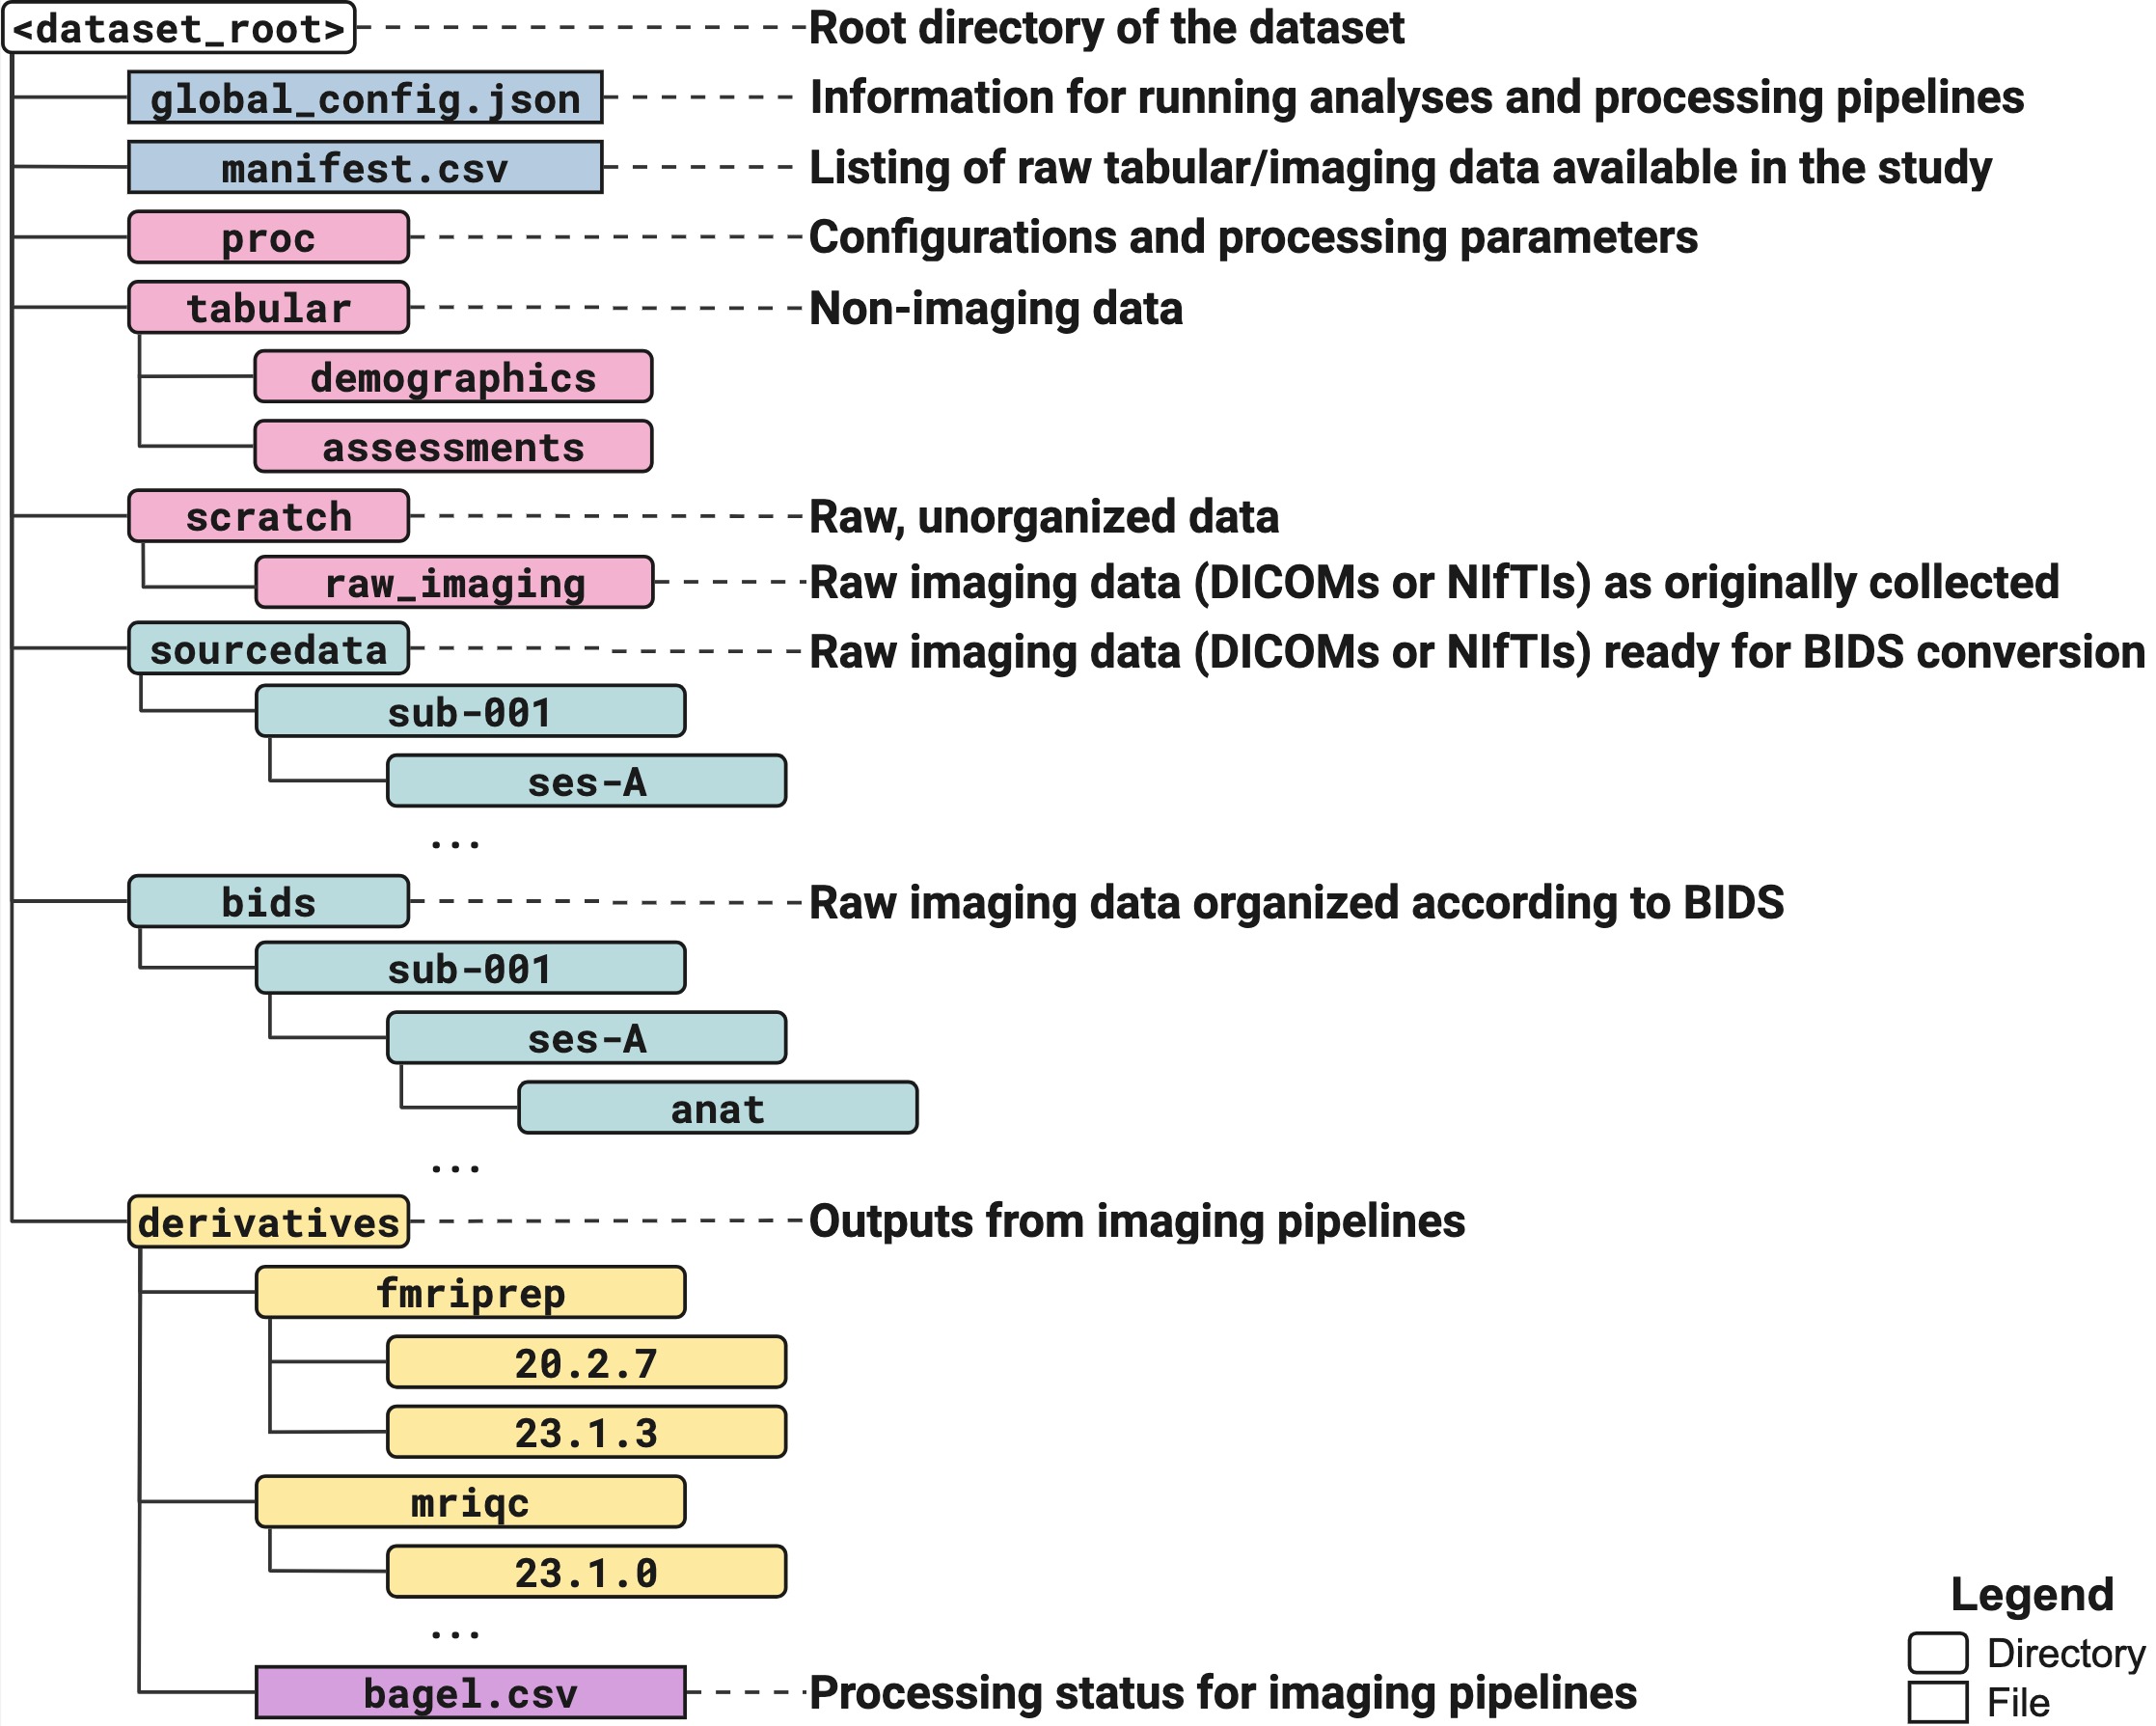 <dataset_root> Root directory of the dataset
global_config.json Information for running analyses and processing pipelines
manifest.csv Listing of raw tabular/imaging data available in the study
proc Configurations and processing parameters
tabular Non-imaging data
demographics
assessments
scratch Raw, unorganized data
raw_imaging Raw imaging data (DICOMs or NIfTIs) as originally collected
sourcedata Raw imaging data (DICOMs or NIfTIs) ready for BIDS conversion
sub-001
ses-A
...
bids Raw imaging data organized according to BIDS
sub-001
ses-A
anat
...
derivatives Outputs from imaging pipelines
fmriprep
20.2.7
23.1.3
mriqc
23.1.0
...
bagel.csv Processing status for imaging pipelines
Legend
Directory
File